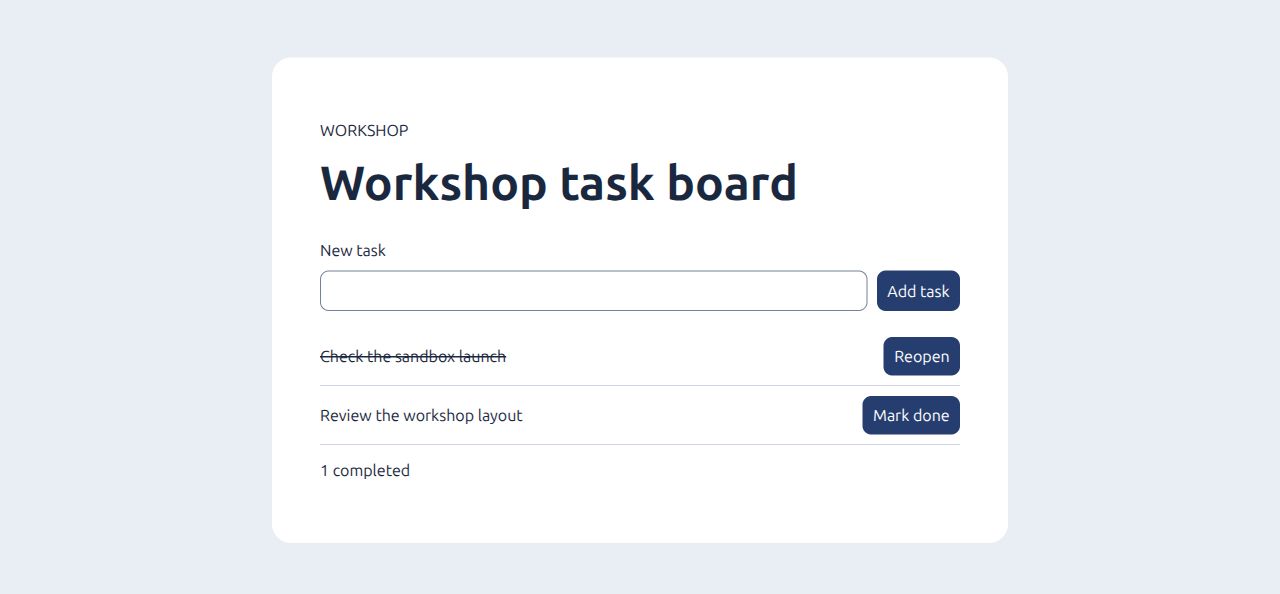 WORKSHOP
Workshop task board
New task
Add task
Check the sandbox launch
Reopen
Review the workshop layout
Mark done
1 completed